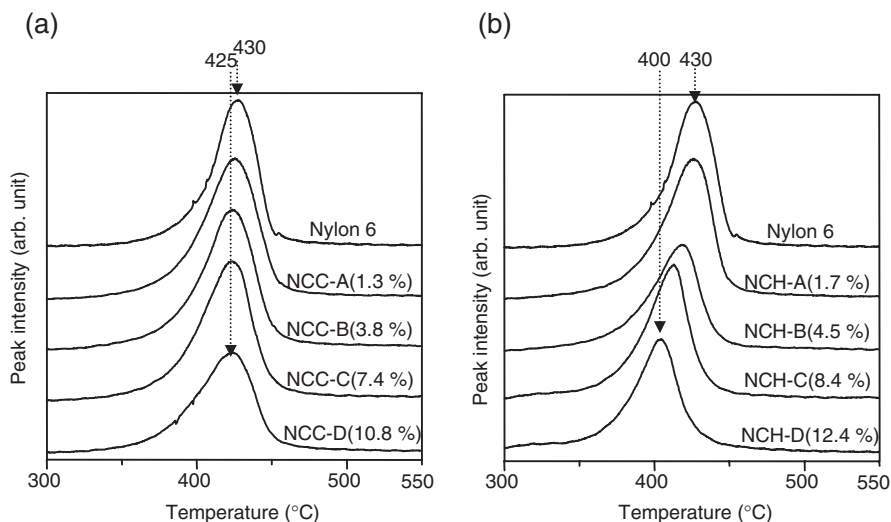 (a)
425 430
Peak intensity (arb. unit)
Nylon 6
NCC-A(1.3 %)
NCC-B(3.8 %)
NCC-C(7.4 %)
NCC-D(10.8 %)
300 400 500 550
Temperature (°C)
(b)
400 430
Peak intensity (arb. unit)
Nylon 6
NCH-A(1.7 %)
NCH-B(4.5 %)
NCH-C(8.4 %)
NCH-D(12.4 %)
300 400 500 550
Temperature (°C)